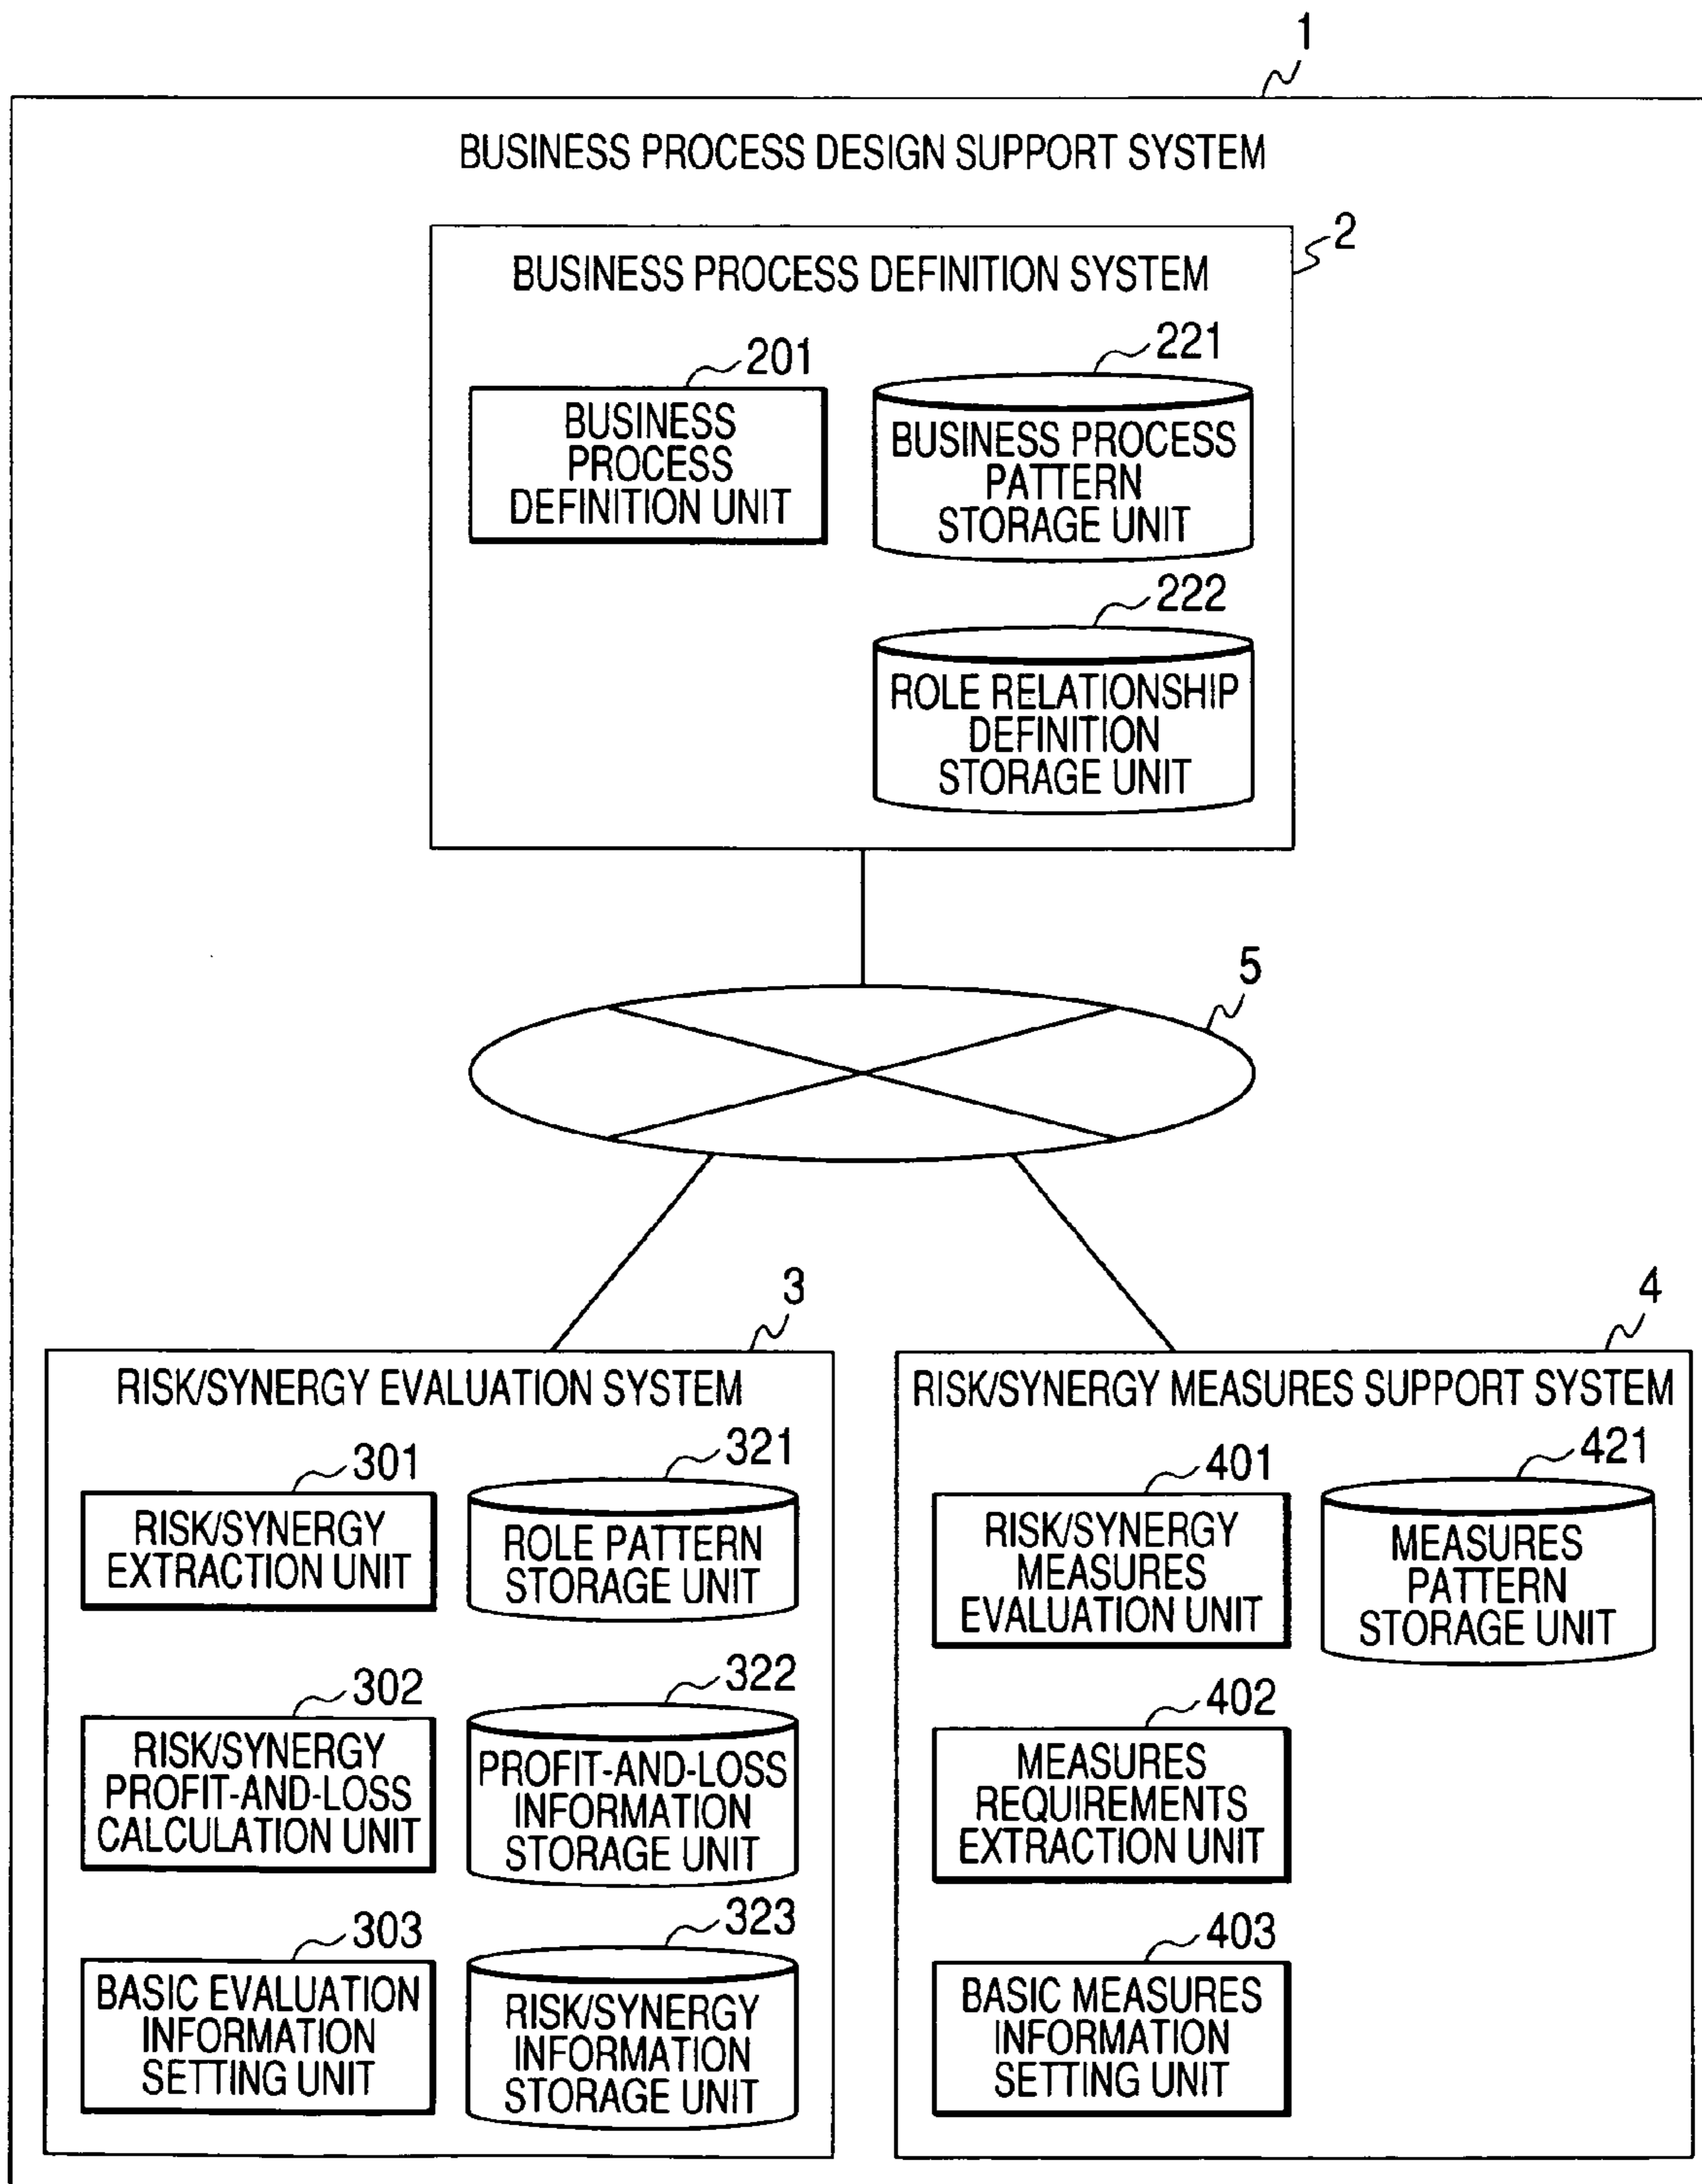 1
BUSINESS PROCESS DESIGN SUPPORT SYSTEM
2
BUSINESS PROCESS DEFINITION SYSTEM
201
BUSINESS
PROCESS
DEFINITION UNIT
221
BUSINESS PROCESS
PATTERN
STORAGE UNIT
222
ROLE RELATIONSHIP
DEFINITION
STORAGE UNIT
5
3
RISK/SYNERGY EVALUATION SYSTEM
301
RISK/SYNERGY
EXTRACTION UNIT
321
ROLE PATTERN
STORAGE UNIT
302
RISK/SYNERGY
PROFIT-AND-LOSS
CALCULATION UNIT
322
PROFIT-AND-LOSS
INFORMATION
STORAGE UNIT
303
BASIC EVALUATION
INFORMATION
SETTING UNIT
323
RISK/SYNERGY
INFORMATION
STORAGE UNIT
4
RISK/SYNERGY MEASURES SUPPORT SYSTEM
401
RISK/SYNERGY
MEASURES
EVALUATION UNIT
421
MEASURES
PATTERN
STORAGE UNIT
402
MEASURES
REQUIREMENTS
EXTRACTION UNIT
403
BASIC MEASURES
INFORMATION
SETTING UNIT